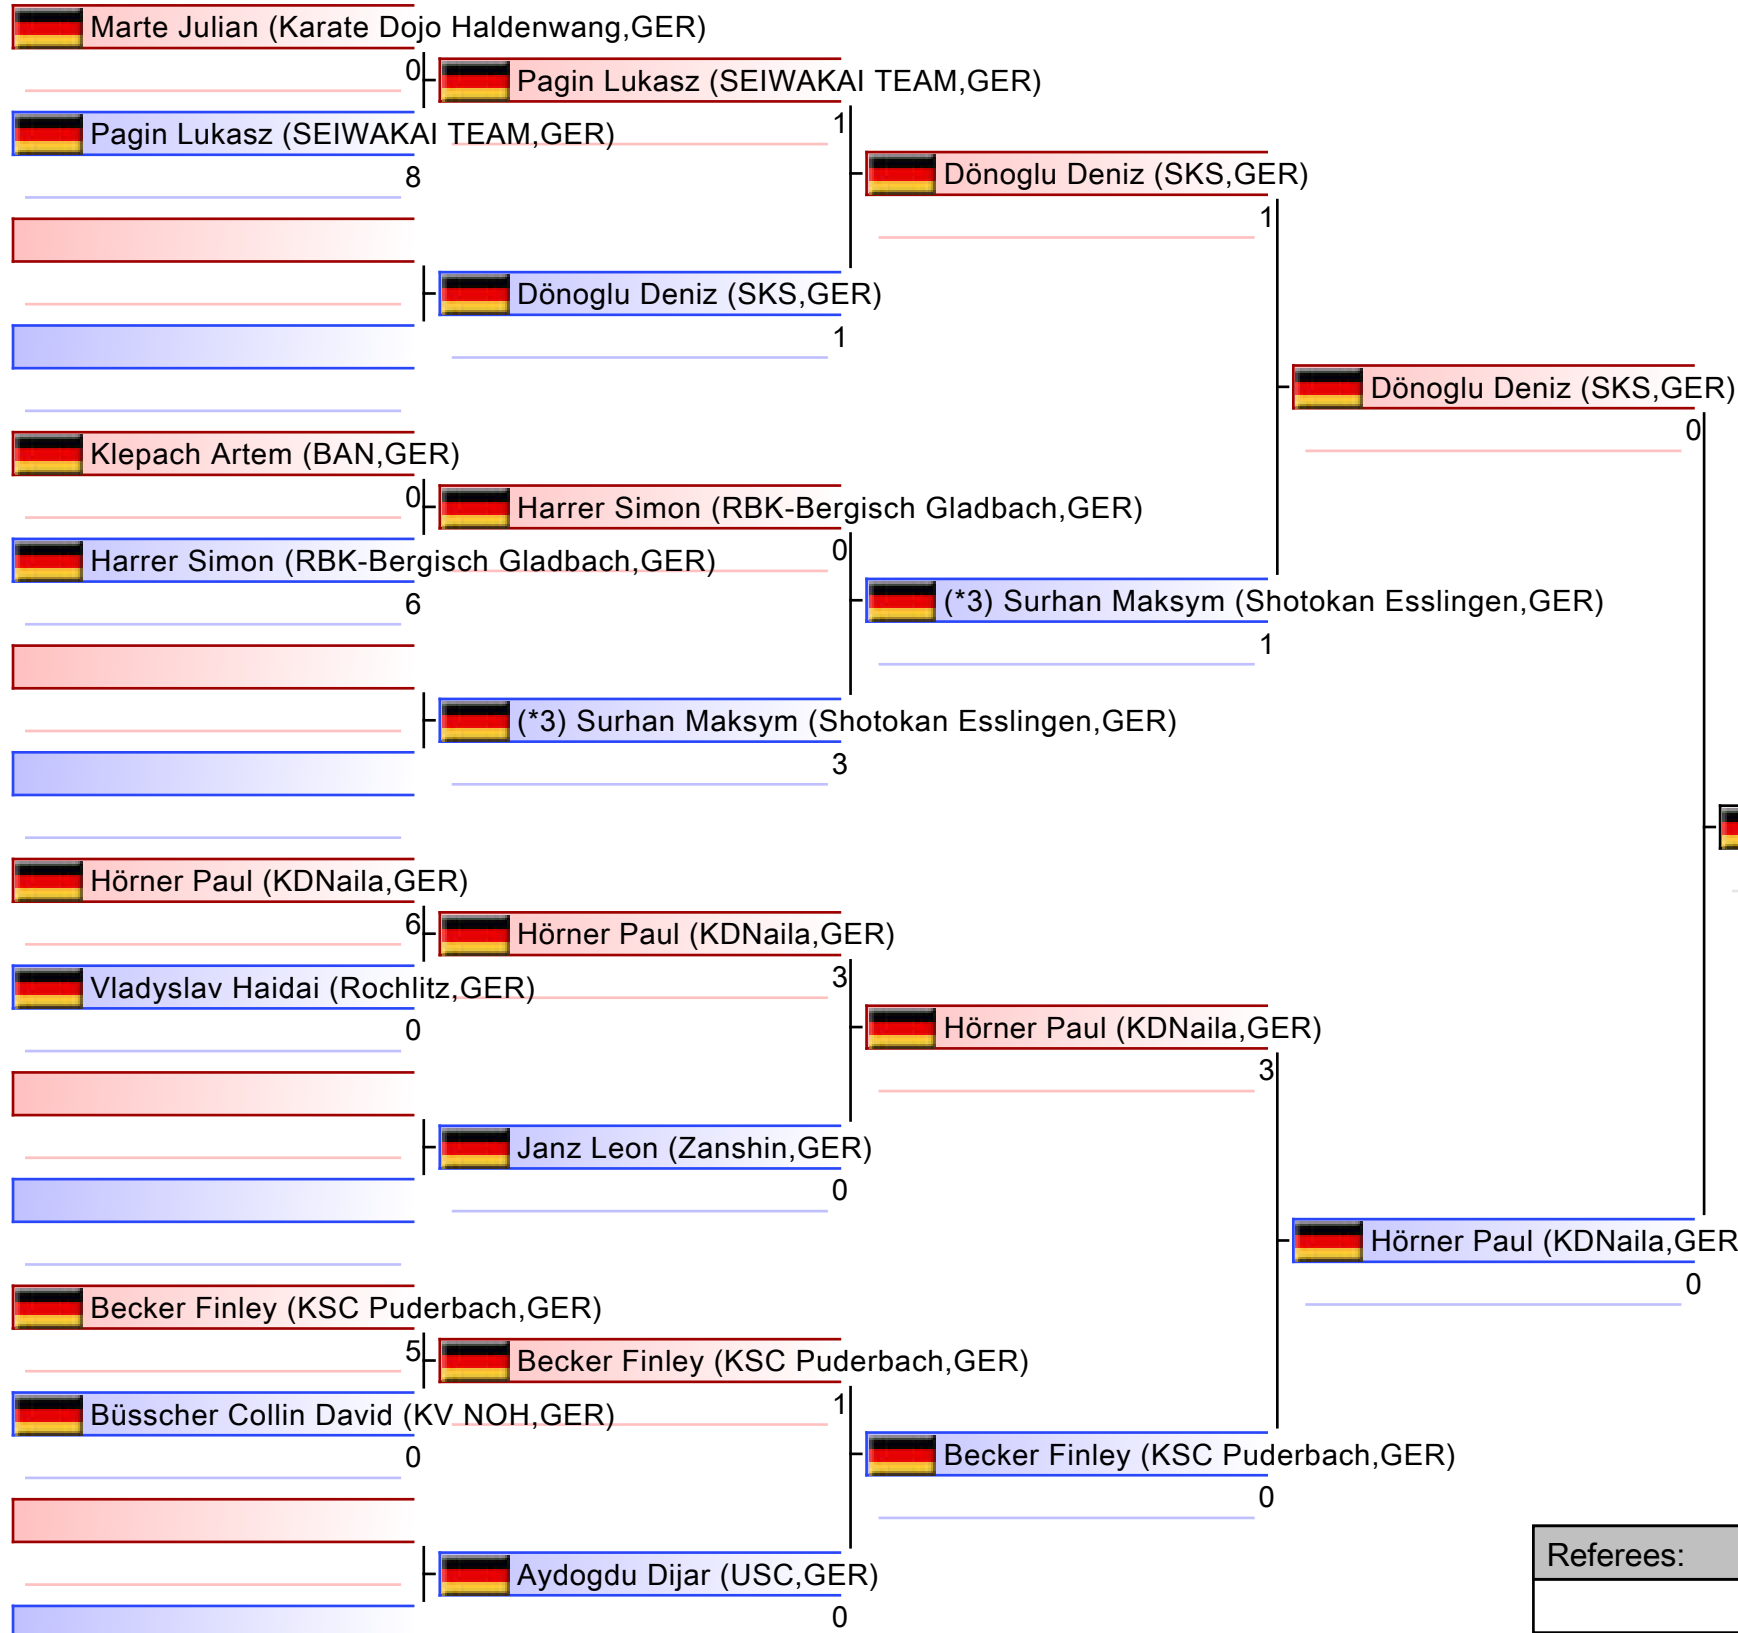 Marte Julian (Karate Dojo Haldenwang,GER)
0
Pagin Lukasz (SEIWAKAI TEAM,GER)
Pagin Lukasz (SEIWAKAI TEAM,GER)
1
8
Dönoglu Deniz (SKS,GER)
1
Dönoglu Deniz (SKS,GER)
1
Dönoglu Deniz (SKS,GER)
0
Klepach Artem (BAN,GER)
0
Harrer Simon (RBK-Bergisch Gladbach,GER)
Harrer Simon (RBK-Bergisch Gladbach,GER)
0
6
(*3) Surhan Maksym (Shotokan Esslingen,GER)
1
(*3) Surhan Maksym (Shotokan Esslingen,GER)
3
Hörner Paul (KDNaila,GER)
6
Hörner Paul (KDNaila,GER)
Vladyslav Haidai (Rochlitz,GER)
3
0
Hörner Paul (KDNaila,GER)
3
Janz Leon (Zanshin,GER)
0
Hörner Paul (KDNaila,GER
0
Becker Finley (KSC Puderbach,GER)
5
Becker Finley (KSC Puderbach,GER)
Büsscher Collin David (KV NOH,GER)
1
0
Becker Finley (KSC Puderbach,GER)
0
Aydogdu Dijar (USC,GER)
0
Referees: